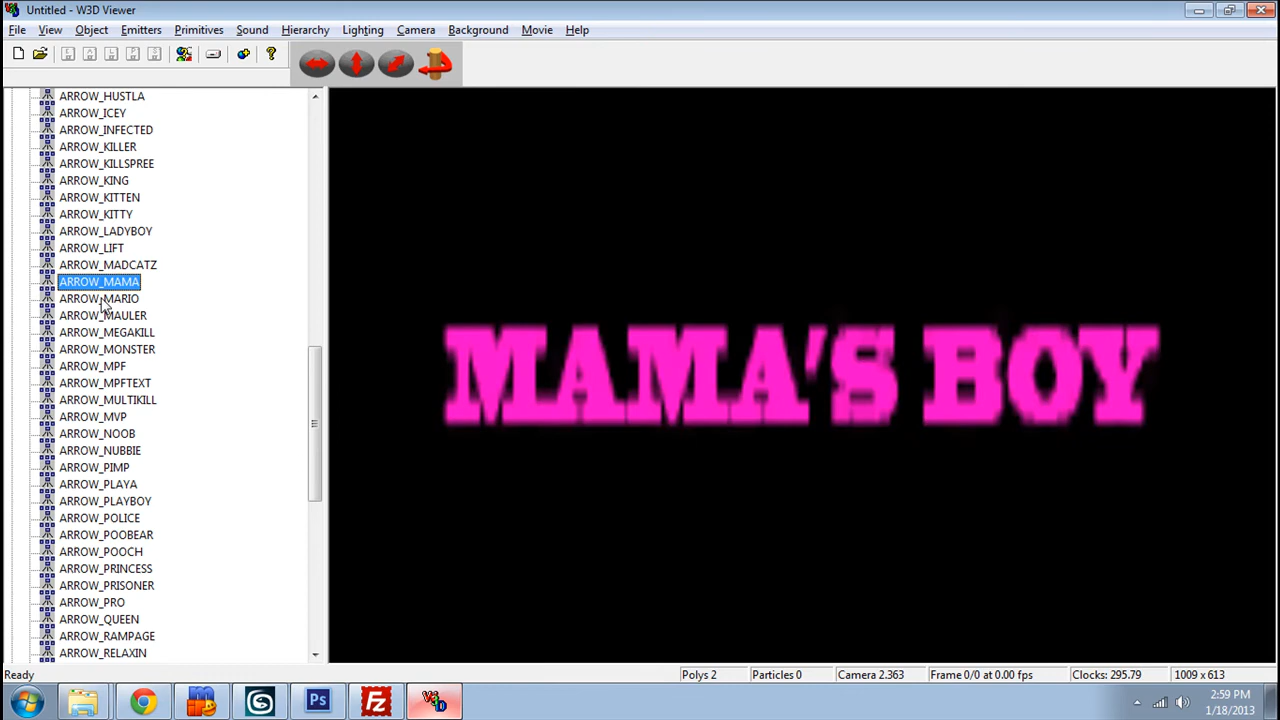 Untitled - W3D Viewer
File View Object Emitters Primitives Sound Hierarchy Lighting Camera Background Movie Help
ARROW_HUSTLA
ARROW_ICEY
ARROW_INFECTED
ARROW_KILLER
ARROW_KILLSPREE
ARROW_KING
ARROW_KITTEN
ARROW_KITTY
ARROW_LADYBOY
ARROW_LIFT
ARROW_MADCATZ
ARROW_MAMA
ARROW_MARIO
ARROW_MAULER
ARROW_MEGAKILL
ARROW_MONSTER
ARROW_MPF
ARROW_MPFTEXT
ARROW_MULTIKILL
ARROW_MVP
ARROW_NOOB
ARROW_NUBBIE
ARROW_PIMP
ARROW_PLAYA
ARROW_PLAYBOY
ARROW_POLICE
ARROW_POOBEAR
ARROW_POOCH
ARROW_PRINCESS
ARROW_PRISONER
ARROW_PRO
ARROW_QUEEN
ARROW_RAMPAGE
ARROW_RELAXIN
MAMA'S BOY
Ready
Polys 2 Particles 0 Camera 2.363 Frame 0/0 at 0.00 fps Clocks: 295.79 1009 x 613
Ps Fz
2:59 PM
1/18/2013